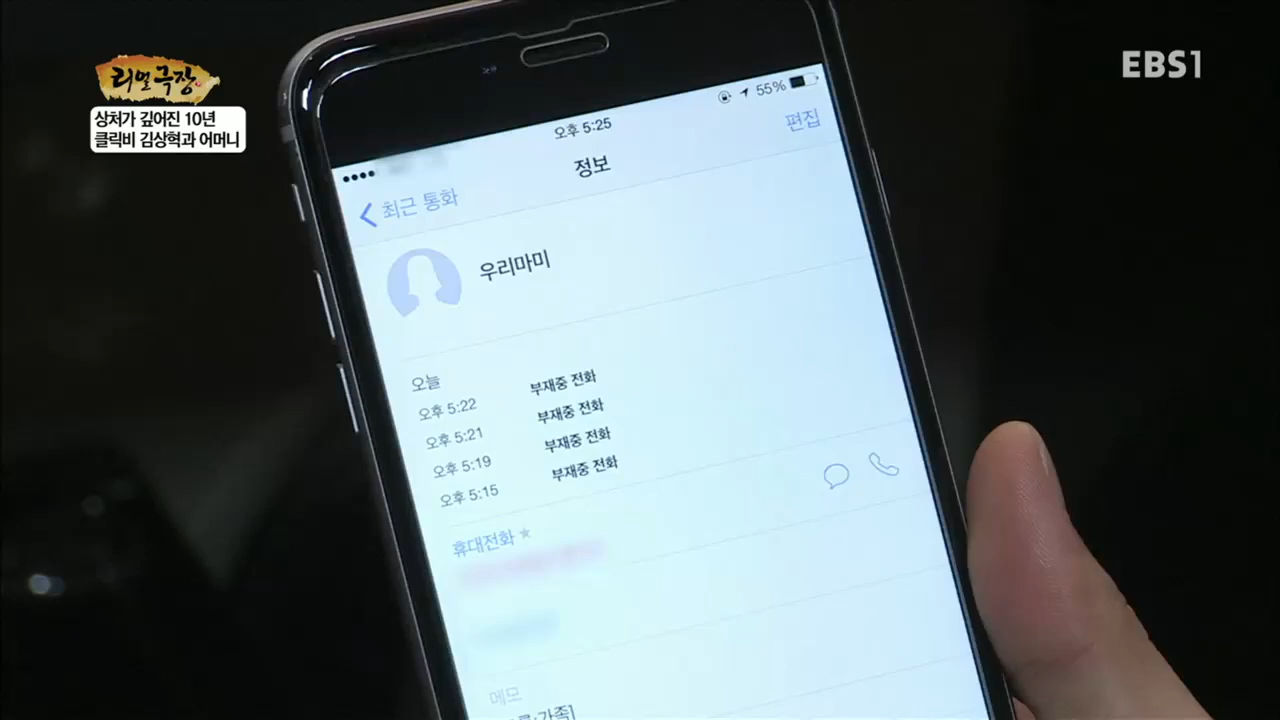 리얼극장
상처가 깊어진 10년
클릭비 김상혁과 어머니
EBS1
55%
오후 5:25
최근 통화
정보
편집
우리마미
오늘
오후 5:22 부재중 전화
오후 5:21 부재중 전화
오후 5:19 부재중 전화
오후 5:15 부재중 전화
휴대전화 ★
메모
가족]